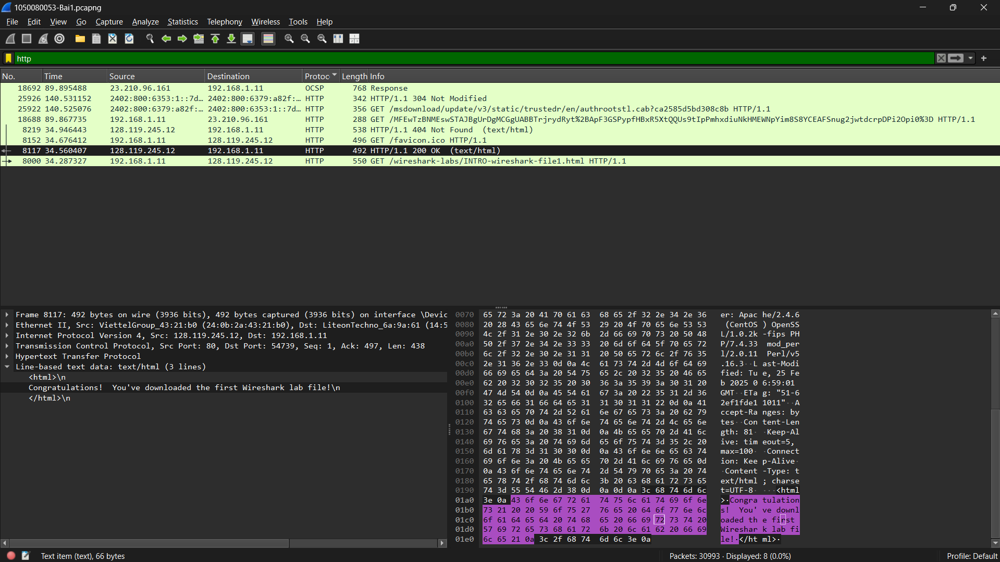 1050080053-Bai1.pcapng
File Edit View Go Capture Analyze Statistics Telephony Wireless Tools Help
http
No. Time Source Destination Protoc Length Info
18692 89.895488 23.210.96.161 192.168.1.11 OCSP 768 Response
25926 140.531152 2402:800:6353:1::7d… 2402:800:6379:a82f:… HTTP 342 HTTP/1.1 304 Not Modified
25922 140.525076 2402:800:6379:a82f:… 2402:800:6353:1::7d… HTTP 356 GET /msdownload/update/v3/static/trustedr/en/authrootstl.cab?ca2585d5bd308c8b HTTP/1.1
18688 89.867735 192.168.1.11 23.210.96.161 HTTP 288 GET /MFEwTzBNMEswSTAJBgUrDgMCGgUABBTrjrydRyt%2BApF3GSPypfHBxR5XtQQUs9tIpPmhxdiuNkHMEWNpYim8S8YCEAFSnug2jwtdcrpDPi2Opi0%3D HTTP/1.1
8219 34.946443 128.119.245.12 192.168.1.11 HTTP 538 HTTP/1.1 404 Not Found (text/html)
8152 34.676412 192.168.1.11 128.119.245.12 HTTP 496 GET /favicon.ico HTTP/1.1
8117 34.560407 128.119.245.12 192.168.1.11 HTTP 492 HTTP/1.1 200 OK (text/html)
8000 34.287327 192.168.1.11 128.119.245.12 HTTP 550 GET /wireshark-labs/INTRO-wireshark-file1.html HTTP/1.1
Frame 8117: 492 bytes on wire (3936 bits), 492 bytes captured (3936 bits) on interface \Devic
Ethernet II, Src: ViettelGroup_43:21:b0 (24:0b:2a:43:21:b0), Dst: LiteonTechno_6a:9a:61 (14:5
Internet Protocol Version 4, Src: 128.119.245.12, Dst: 192.168.1.11
Transmission Control Protocol, Src Port: 80, Dst Port: 54739, Seq: 1, Ack: 497, Len: 438
Hypertext Transfer Protocol
Line-based text data: text/html (3 lines)
<html>\n
Congratulations!  You've downloaded the first Wireshark lab file!\n
</html>\n
0070 65 72 3a 20 41 70 61 63 68 65 2f 32 2e 34 2e 36 er: Apac he/2.4.6
0080 20 28 43 65 6e 74 4f 53 29 20 4f 70 65 6e 53 53 (CentOS ) OpenSS
0090 4c 2f 31 2e 30 2e 32 6b 2d 66 69 70 73 20 50 48 L/1.0.2k -fips PH
00a0 50 2f 37 2e 34 2e 33 33 20 6d 6f 64 5f 70 65 72 P/7.4.33 mod_per
00b0 6c 2f 32 2e 30 2e 31 31 20 50 65 72 6c 2f 76 35 l/2.0.11 Perl/v5
00c0 2e 31 36 2e 33 0d 0a 4c 61 73 74 2d 4d 6f 64 69 .16.3··L ast-Modi
00d0 66 69 65 64 3a 20 54 75 65 2c 20 32 35 20 46 65 fied: Tu e, 25 Fe
00e0 62 20 32 30 32 35 20 30 36 3a 35 39 3a 30 31 20 b 2025 0 6:59:01
00f0 47 4d 54 0d 0a 45 54 61 67 3a 20 22 35 31 2d 36 GMT··ETa g: "51-6
0100 32 65 66 31 66 64 65 31 31 30 31 31 22 0d 0a 41 2ef1fde1 1011"··A
0110 63 63 65 70 74 2d 52 61 6e 67 65 73 3a 20 62 79 ccept-Ra nges: by
0120 74 65 73 0d 0a 43 6f 6e 74 65 6e 74 2d 4c 65 6e tes··Con tent-Len
0130 67 74 68 3a 20 38 31 0d 0a 4b 65 65 70 2d 41 6c gth: 81· ·Keep-Al
0140 69 76 65 3a 20 74 69 6d 65 6f 75 74 3d 35 2c 20 ive: tim eout=5,
0150 6d 61 78 3d 31 30 30 0d 0a 43 6f 6e 6e 65 63 74 max=100· ·Connect
0160 69 6f 6e 3a 20 4b 65 65 70 2d 41 6c 69 76 65 0d ion: Kee p-Alive·
0170 0a 43 6f 6e 74 65 6e 74 2d 54 79 70 65 3a 20 74 ·Content -Type: t
0180 65 78 74 2f 68 74 6d 6c 3b 20 63 68 61 72 73 65 ext/html ; charse
0190 74 3d 55 54 46 2d 38 0d 0a 0d 0a 3c 68 74 6d 6c t=UTF-8· ···<html
01a0 3e 0a 43 6f 6e 67 72 61 74 75 6c 61 74 69 6f 6e >·Congra tulation
01b0 73 21 20 20 59 6f 75 27 76 65 20 64 6f 77 6e 6c s!  You' ve downl
01c0 6f 61 64 65 64 20 74 68 65 20 66 69 72 73 74 20 oaded th e first
01d0 57 69 72 65 73 68 61 72 6b 20 6c 61 62 20 66 69 Wireshar k lab fi
01e0 6c 65 21 0a 3c 2f 68 74 6d 6c 3e 0a le!·</ht ml>·
Text item (text), 66 bytes
Packets: 30993 · Displayed: 8 (0.0%)
Profile: Default